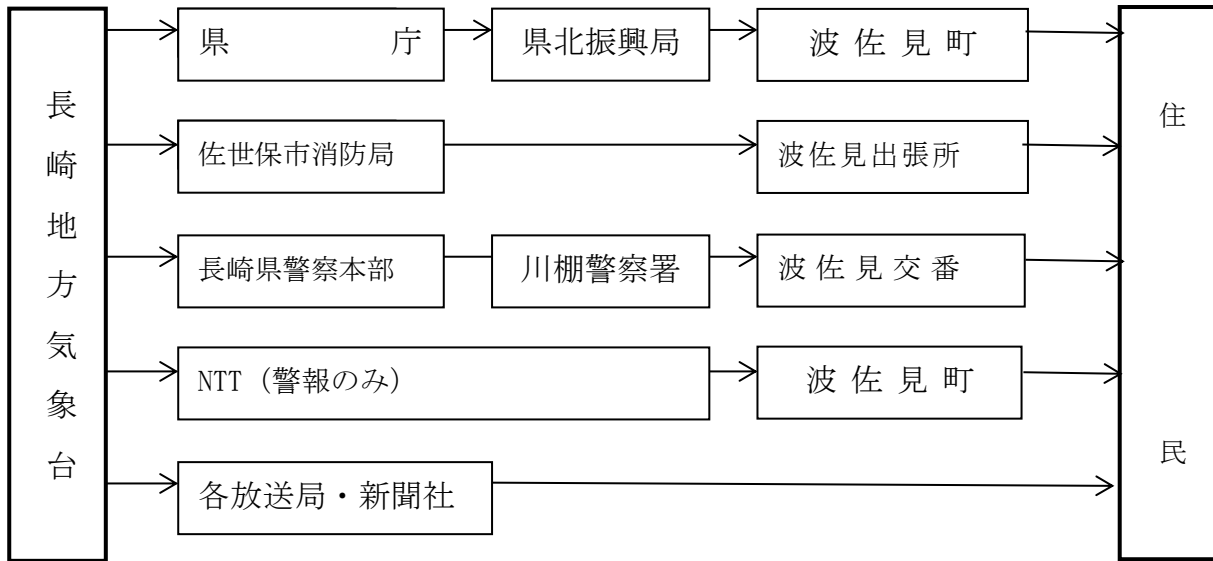 長崎地方気象台
県庁
県北振興局
波佐見町
佐世保市消防局
波佐見出張所
長崎県警察本部
川棚警察署
波佐見交番
NTT（警報のみ）
波佐見町
各放送局・新聞社
住民